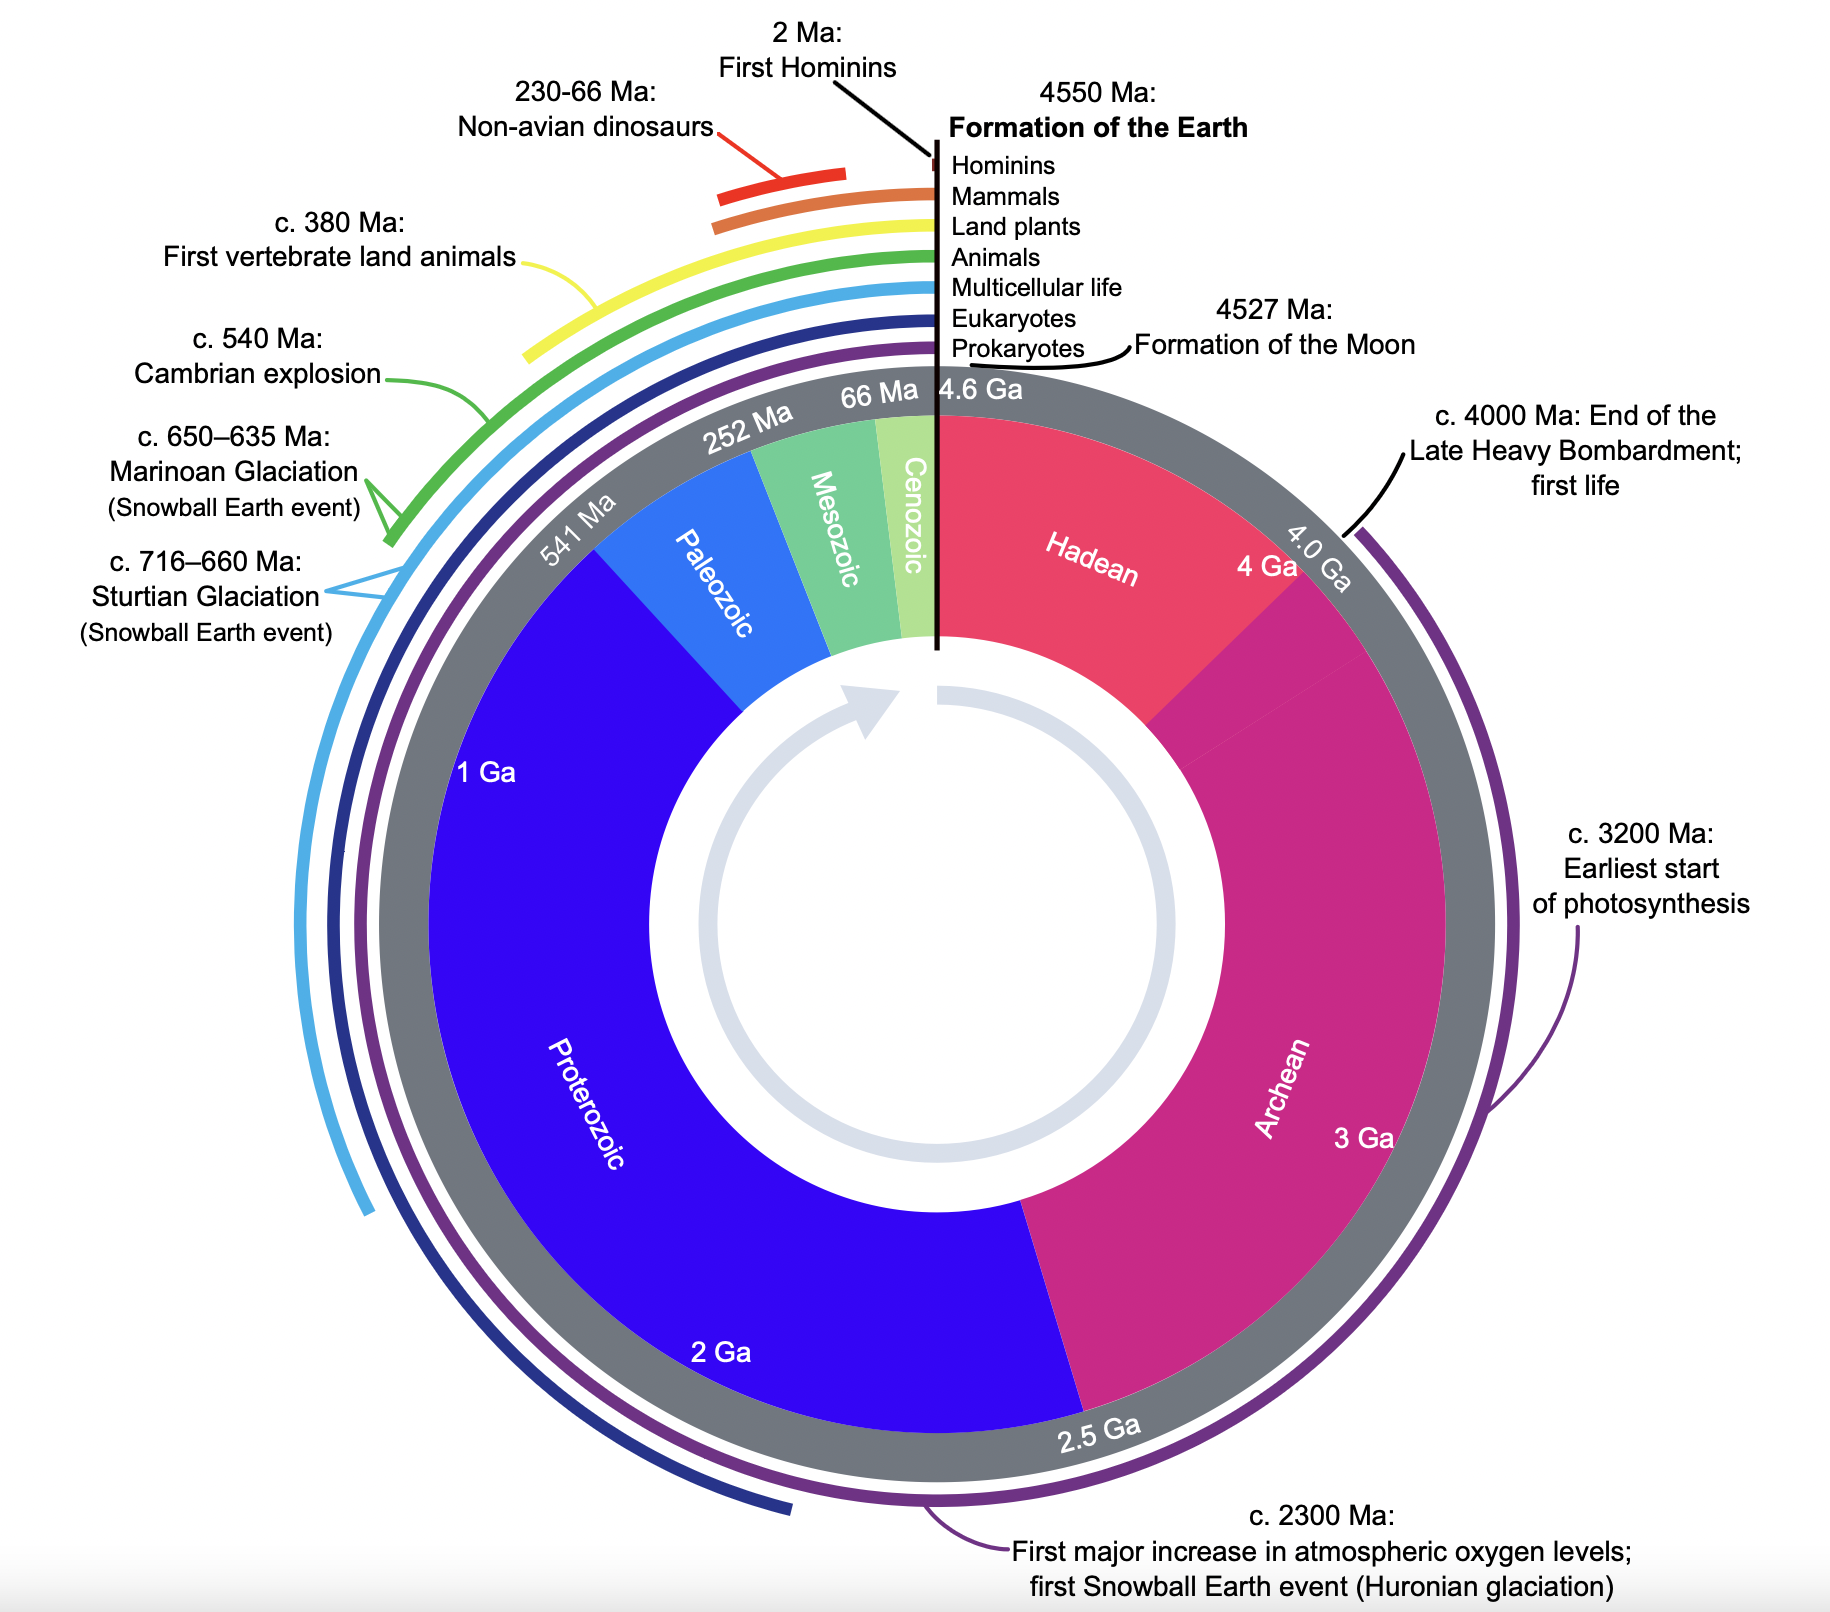 2 Ma:
First Hominins
230-66 Ma:
Non-avian dinosaurs
4550 Ma:
Formation of the Earth
Hominins
Mammals
Land plants
Animals
Multicellular life
Eukaryotes
Prokaryotes
c. 380 Ma:
First vertebrate land animals
4527 Ma:
Formation of the Moon
c. 540 Ma:
Cambrian explosion
c. 650–635 Ma:
Marinoan Glaciation
(Snowball Earth event)
c. 716–660 Ma:
Sturtian Glaciation
(Snowball Earth event)
c. 4000 Ma: End of the
Late Heavy Bombardment;
first life
4.6 Ga
66 Ma
252 Ma
541 Ma
4.0 Ga
4 Ga
Hadean
Cenozoic
Mesozoic
Paleozoic
1 Ga
c. 3200 Ma:
Earliest start
of photosynthesis
Archean
3 Ga
Proterozoic
2 Ga
2.5 Ga
c. 2300 Ma:
First major increase in atmospheric oxygen levels;
first Snowball Earth event (Huronian glaciation)